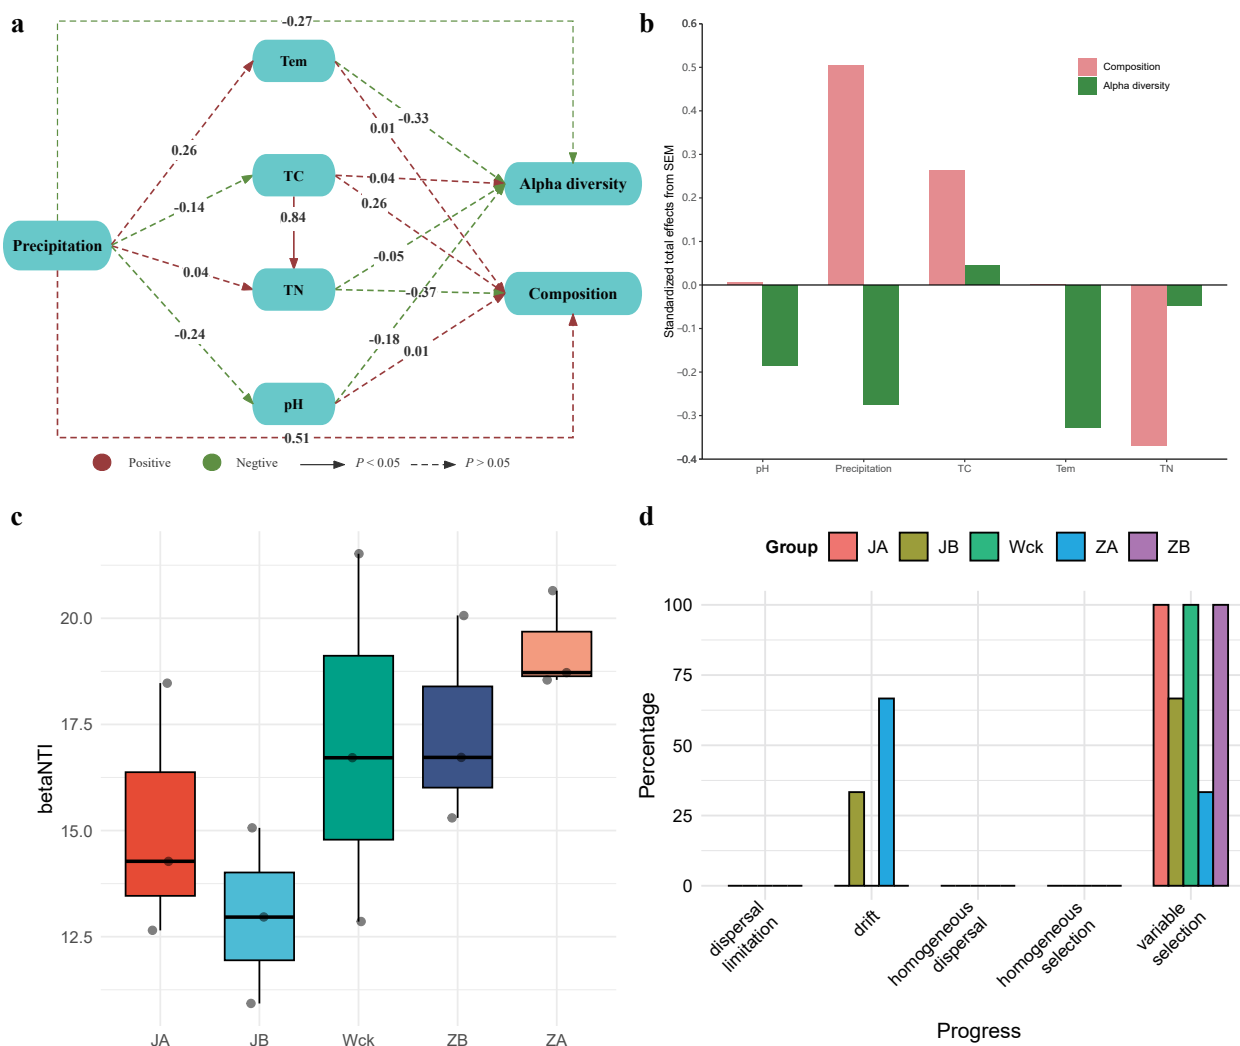 a
-0.27
Tem
-0.33
0.01
0.26
TC
0.04
Alpha diversity
-0.14
0.26
0.84
Precipitation
-0.05
0.04
TN
-0.37
Composition
-0.24
-0.18
0.01
pH
0.51
Positive Negtive P < 0.05 P > 0.05
b
0.6
0.5
0.4
0.3
0.2
0.1
0.0
−0.1
−0.2
−0.3
−0.4
Standardized total effects from SEM
Composition
Alpha diversity
pH Precipitation TC Tem TN
c
20.0
17.5
15.0
12.5
betaNTI
JA JB Wck ZB ZA
d
Group JA JB Wck ZA ZB
100
75
50
25
0
Percentage
dispersal
limitation
drift
homogeneous
dispersal
homogeneous
selection
variable
selection
Progress